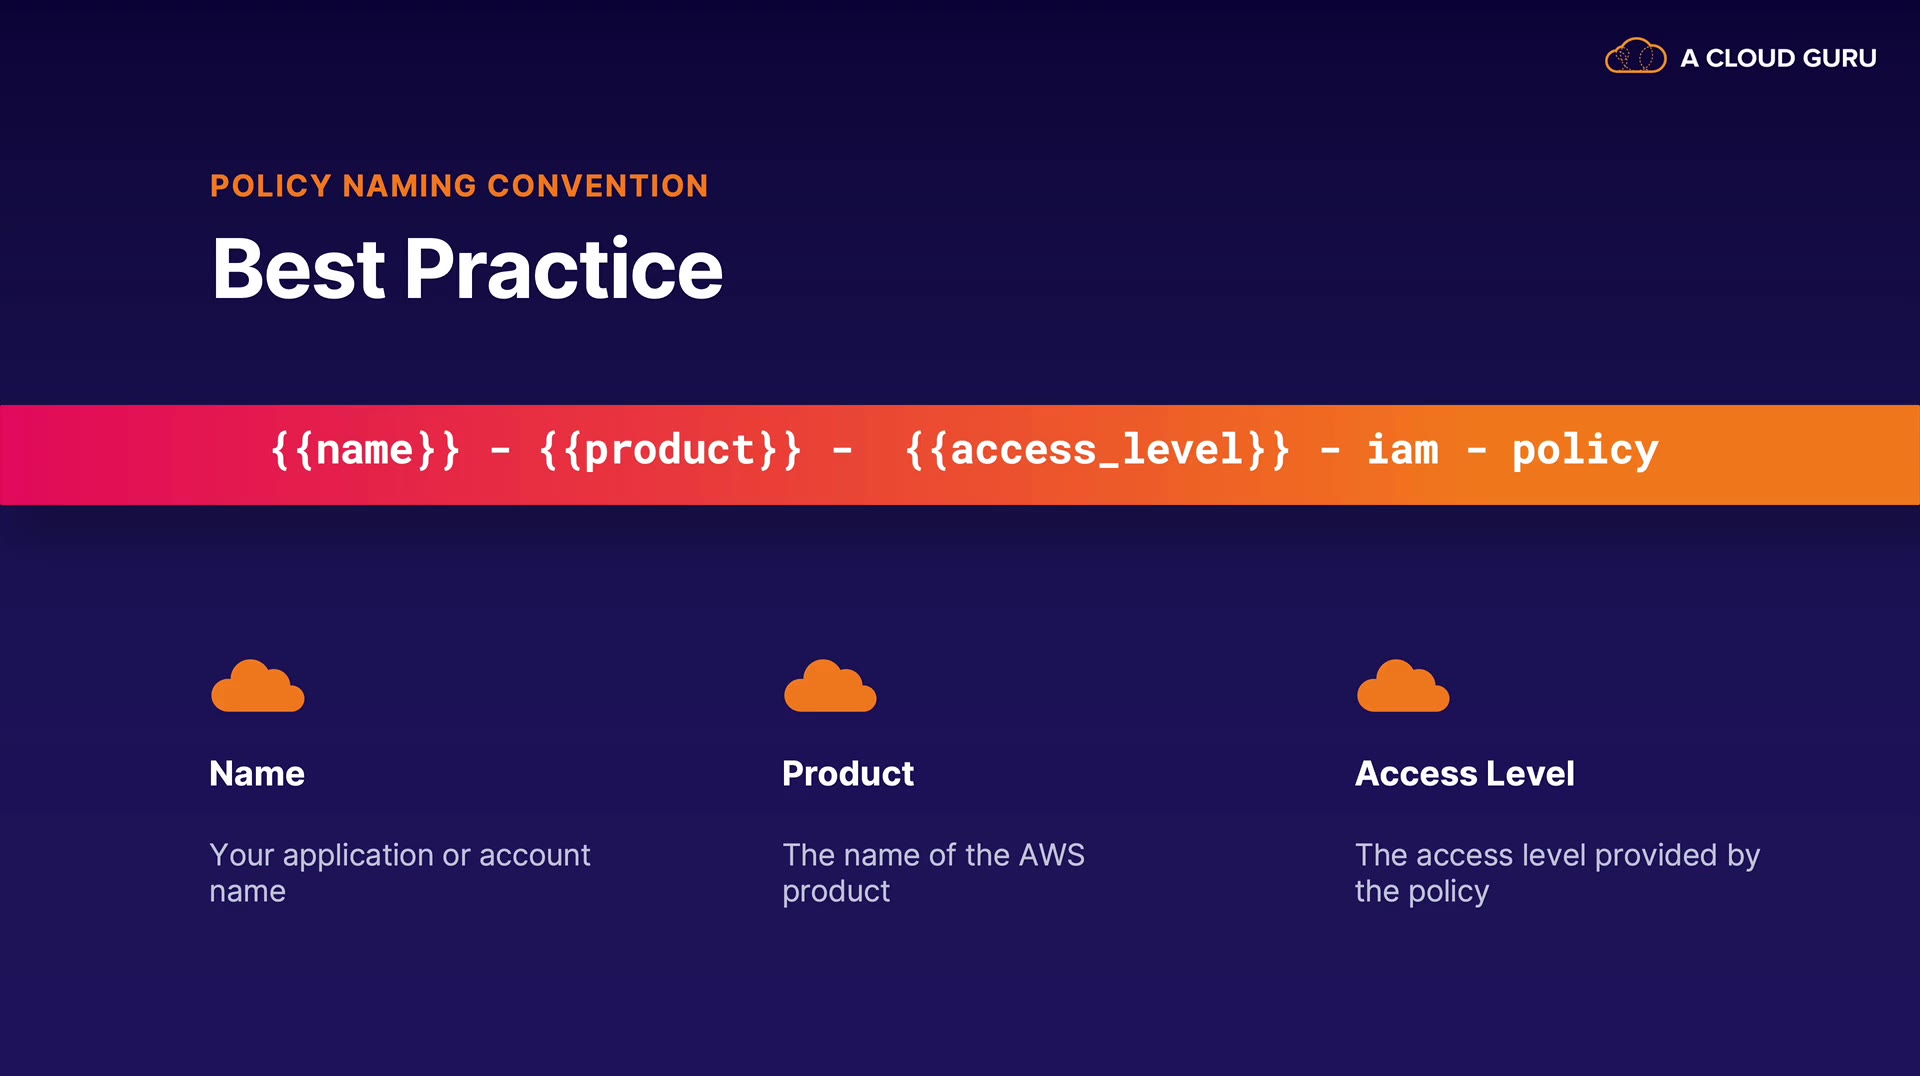 A CLOUD GURU
POLICY NAMING CONVENTION
Best Practice
{{name}} - {{product}} - {{access_level}} - iam - policy
Name
Your application or account
name
Product
The name of the AWS
product
Access Level
The access level provided by
the policy